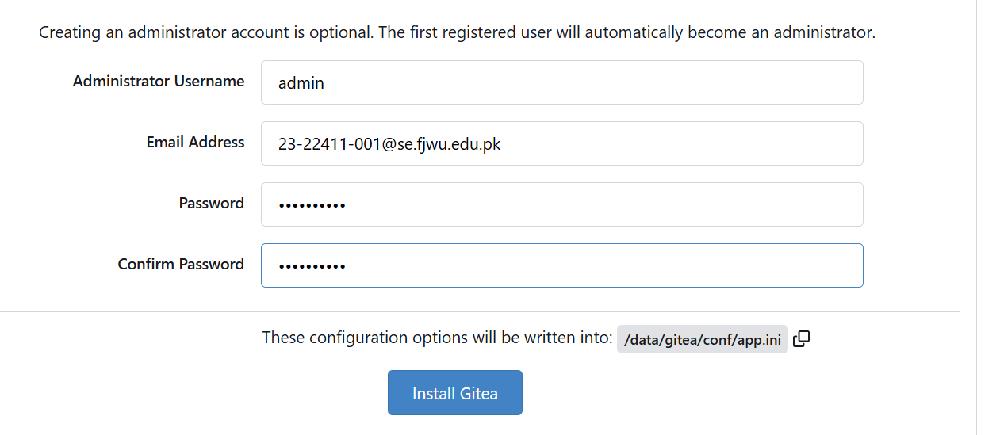 Creating an administrator account is optional. The first registered user will automatically become an administrator.
Administrator Username admin
Email Address 23-22411-001@se.fjwu.edu.pk
Password ••••••••••
Confirm Password ••••••••••
These configuration options will be written into: /data/gitea/conf/app.ini
Install Gitea